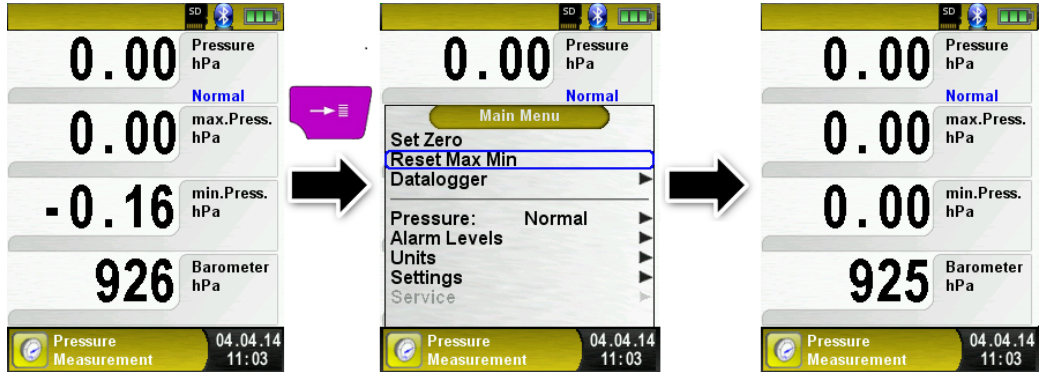 SD
0.00 Pressure
hPa
Normal
0.00 max.Press.
hPa
-0.16 min.Press.
hPa
926 Barometer
hPa
Pressure
Measurement
04.04.14
11:03
SD
0.00 Pressure
hPa
Normal
Main Menu
Set Zero
Reset Max Min
Datalogger
Pressure: Normal
Alarm Levels
Units
Settings
Service
Pressure
Measurement
04.04.14
11:03
SD
0.00 Pressure
hPa
Normal
0.00 max.Press.
hPa
0.00 min.Press.
hPa
925 Barometer
hPa
Pressure
Measurement
04.04.14
11:03